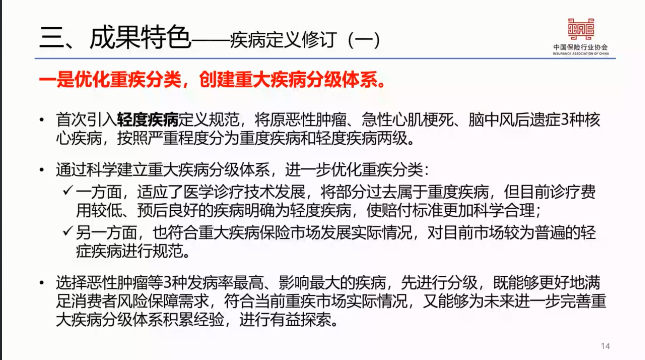 三、成果特色——疾病定义修订（一）
中国保险行业协会
INSURANCE ASSOCIATION OF CHINA
一是优化重疾分类，创建重大疾病分级体系。
• 首次引入轻度疾病定义规范，将原恶性肿瘤、急性心肌梗死、脑中风后遗症3种核
心疾病，按照严重程度分为重度疾病和轻度疾病两级。
• 通过科学建立重大疾病分级体系，进一步优化重疾分类：
✓一方面，适应了医学诊疗技术发展，将部分过去属于重度疾病，但目前诊疗费
用较低、预后良好的疾病明确为轻度疾病，使赔付标准更加科学合理；
✓另一方面，也符合重大疾病保险市场发展实际情况，对目前市场较为普遍的轻
症疾病进行规范。
• 选择恶性肿瘤等3种发病率最高、影响最大的疾病，先进行分级，既能够更好地满
足消费者风险保障需求，符合当前重疾市场实际情况，又能够为未来进一步完善重
大疾病分级体系积累经验，进行有益探索。
14